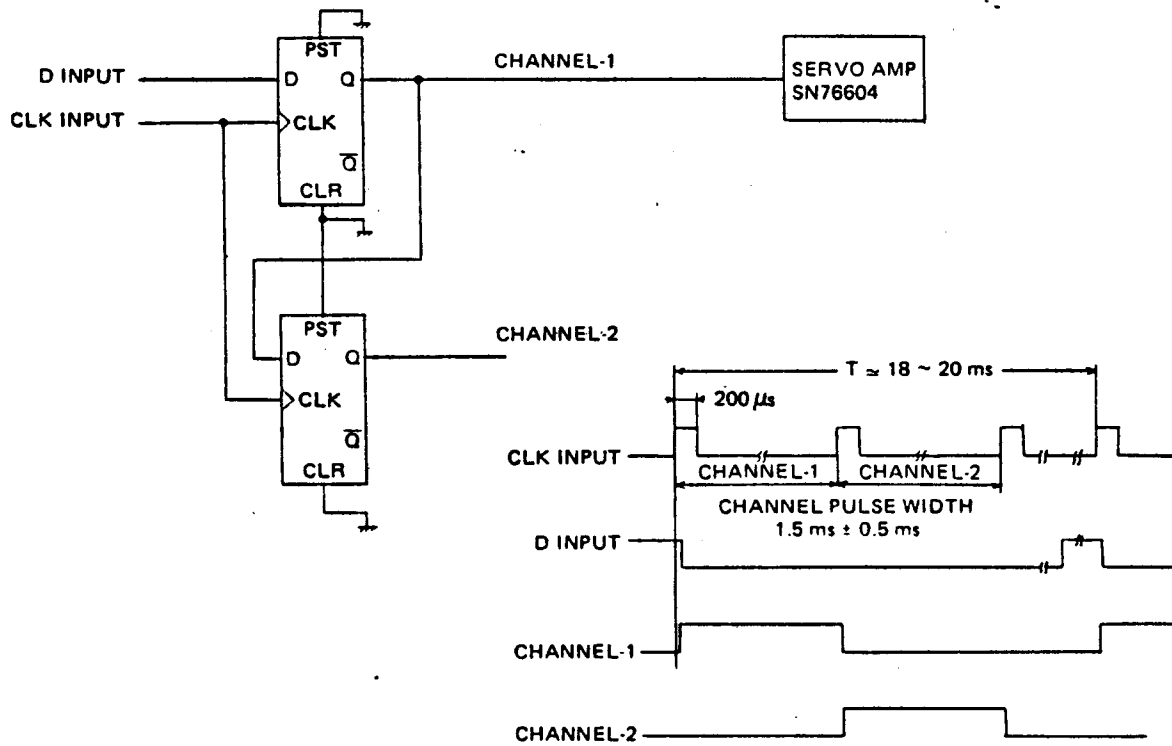 PST
D INPUT
D
Q
CHANNEL-1
SERVO AMP
SN76604
CLK INPUT
CLK
Q̅
CLR
PST
CHANNEL-2
D
Q
CLK
Q̅
CLR
T ≃ 18 ~ 20 ms
200 μs
CLK INPUT
CHANNEL-1
CHANNEL-2
CHANNEL PULSE WIDTH
1.5 ms ± 0.5 ms
D INPUT
CHANNEL-1
CHANNEL-2